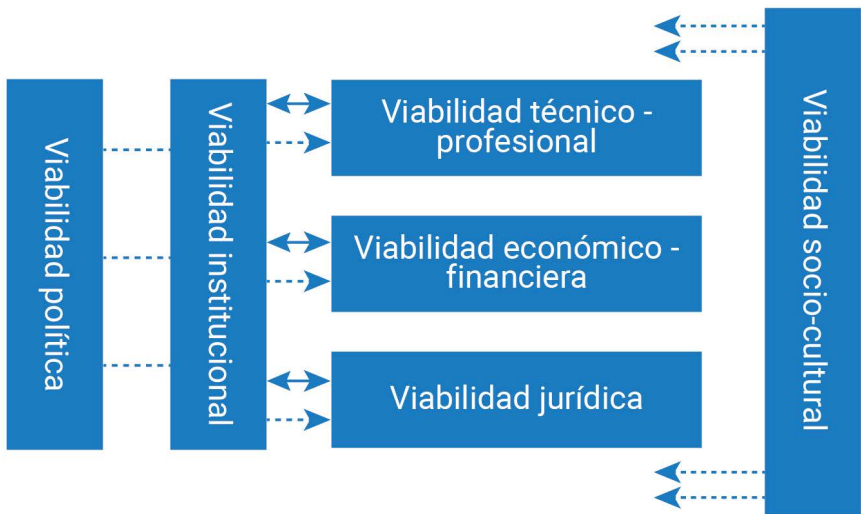 Viabilidad política
Viabilidad institucional
Viabilidad técnico -
profesional
Viabilidad económico -
financiera
Viabilidad jurídica
Viabilidad socio-cultural